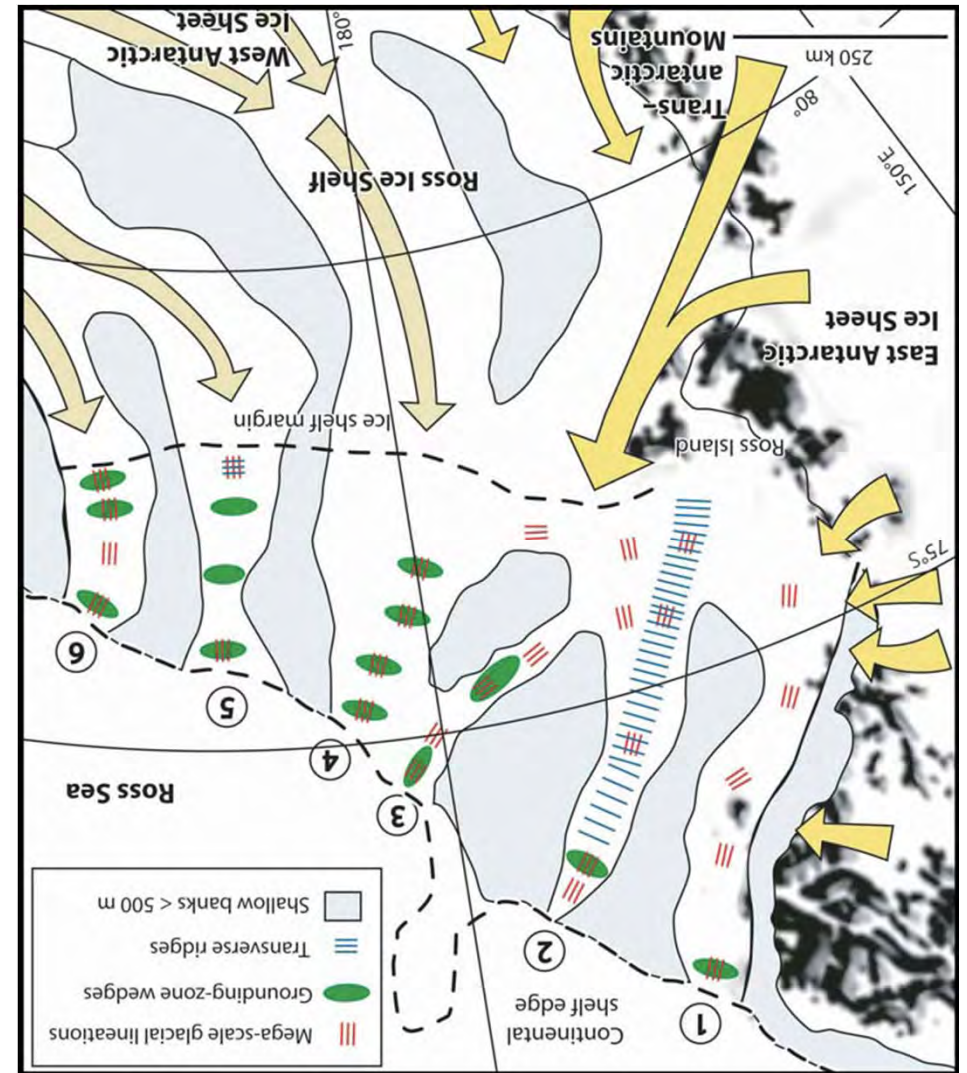 1
Continental
shelf edge
Mega-scale glacial lineations
Grounding-zone wedges
Transverse ridges
Shallow banks < 500 m
2
3
Ross Sea
4
5
6
75°S
Ross Island
Ice shelf margin
East Antarctic
Ice Sheet
Ross Ice Shelf
150°E
80°
Trans–
antarctic
Mountains
250 km
180°
West Antarctic
Ice Sheet